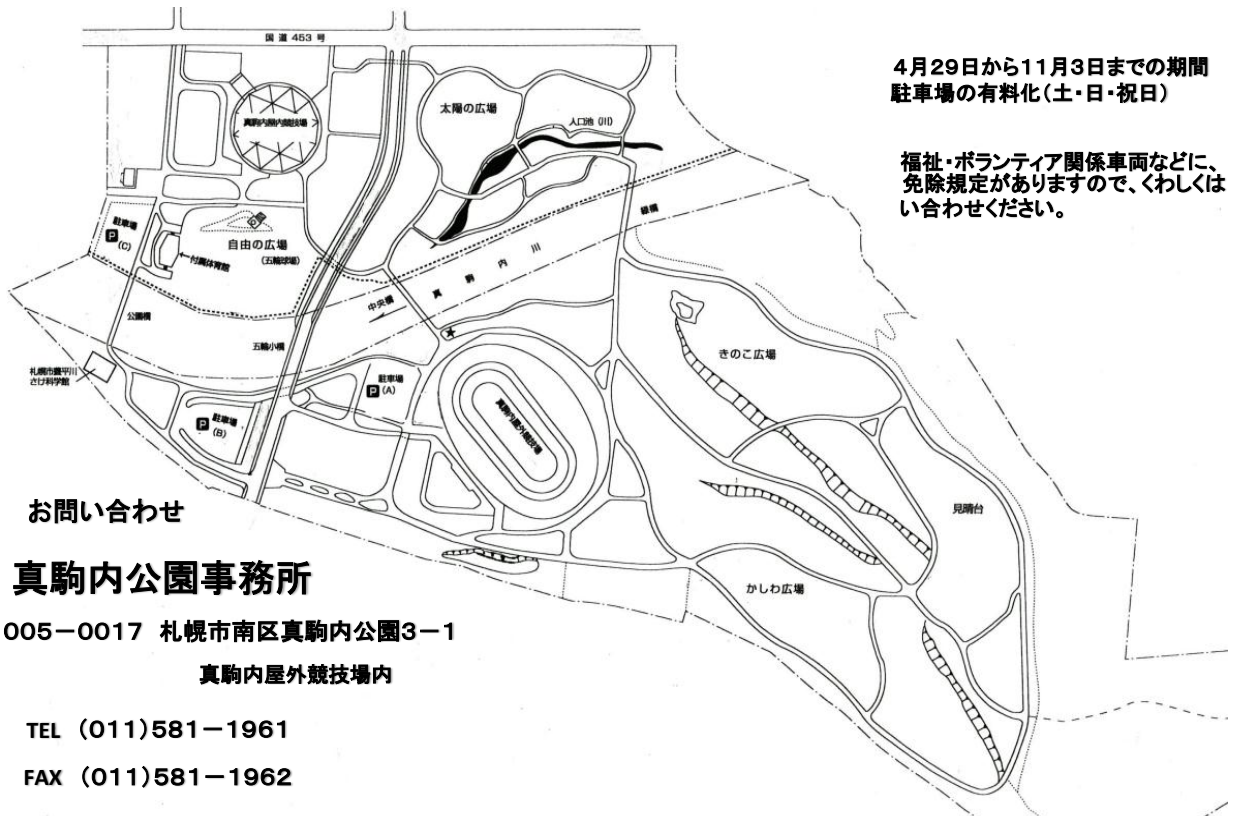 国道 453 号
4月29日から11月3日までの期間
駐車場の有料化(土・日・祝日)
福祉・ボランティア関係車両などに、
免除規定がありますので、くわしくは
い合わせください。
太陽の広場
人口池(川)
真駒内屋内競技場
緑橋
駐車場
P
(C)
自由の広場
(五輪球場)
付属体育館
真駒内川
中央橋
公園橋
五輪小橋
きのこ広場
札幌市豊平川
さけ科学館
駐車場
P (A)
真駒内屋外競技場
駐車場
P
(B)
見晴台
かしわ広場
お問い合わせ
真駒内公園事務所
005-0017 札幌市南区真駒内公園3-1
真駒内屋外競技場内
TEL (011)581-1961
FAX (011)581-1962